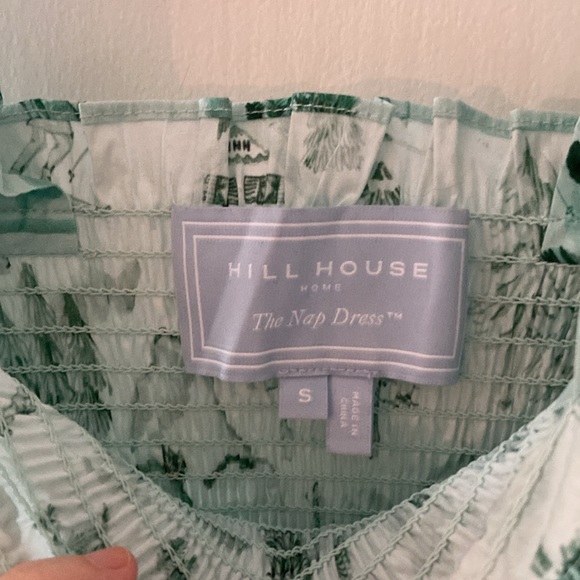 HILL HOUSE
HOME
The Nap Dress™
S
MADE IN
CHINA